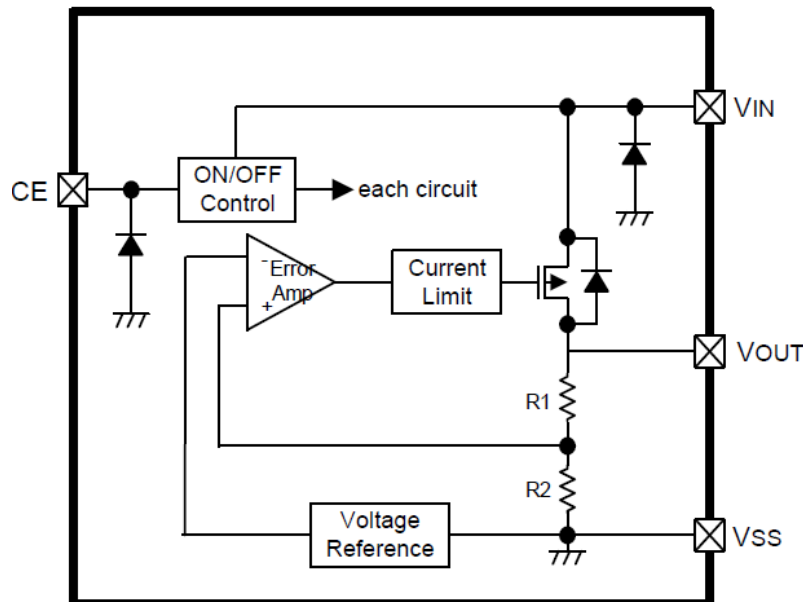 VIN
CE
ON/OFF
Control
each circuit
-
Error
Amp
+
Current
Limit
VOUT
R1
R2
Voltage
Reference
VSS